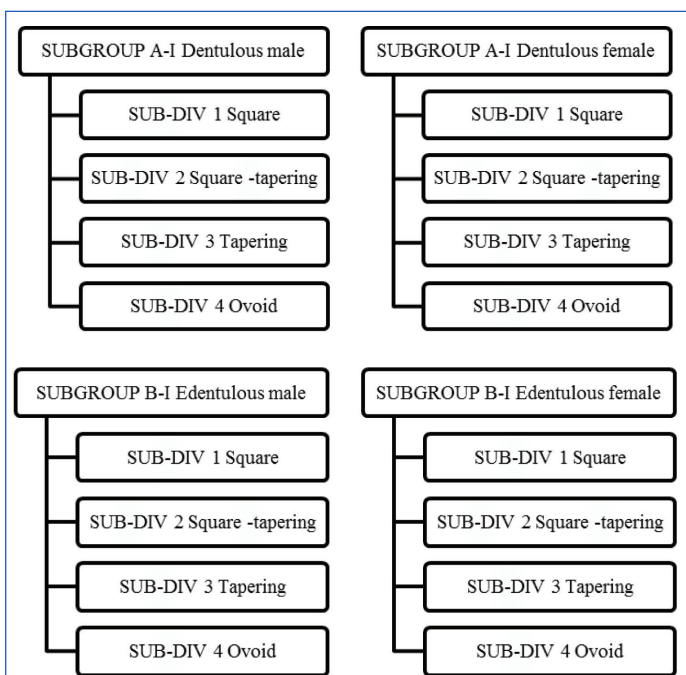 SUBGROUP A-I Dentulous male
SUB-DIV 1 Square
SUB-DIV 2 Square -tapering
SUB-DIV 3 Tapering
SUB-DIV 4 Ovoid
SUBGROUP A-I Dentulous female
SUB-DIV 1 Square
SUB-DIV 2 Square -tapering
SUB-DIV 3 Tapering
SUB-DIV 4 Ovoid
SUBGROUP B-I Edentulous male
SUB-DIV 1 Square
SUB-DIV 2 Square -tapering
SUB-DIV 3 Tapering
SUB-DIV 4 Ovoid
SUBGROUP B-I Edentulous female
SUB-DIV 1 Square
SUB-DIV 2 Square -tapering
SUB-DIV 3 Tapering
SUB-DIV 4 Ovoid